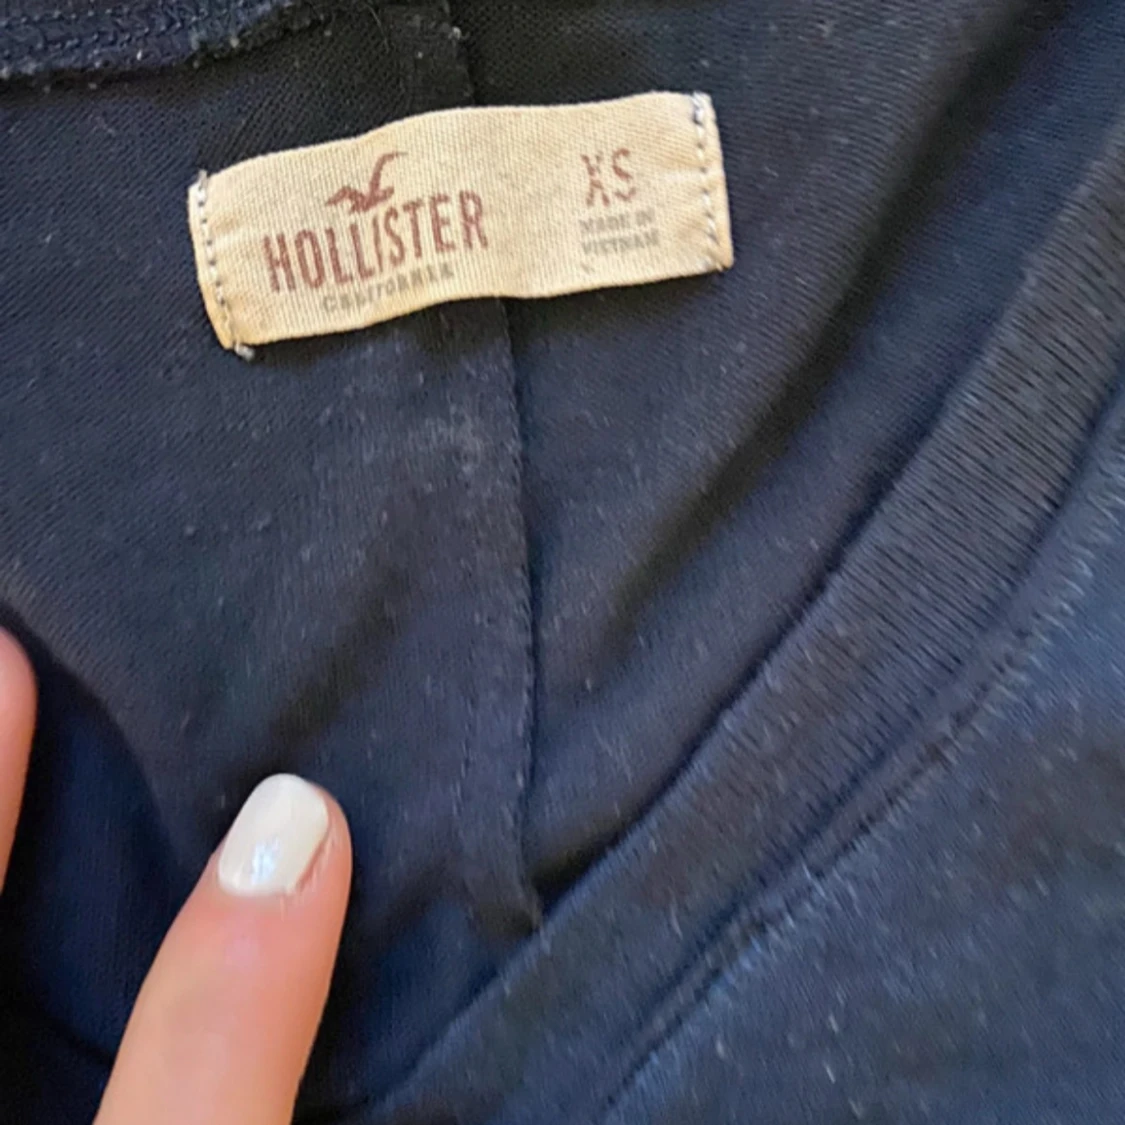 HOLLISTER
CALIFORNIA
XS
MADE IN
VIETNAM